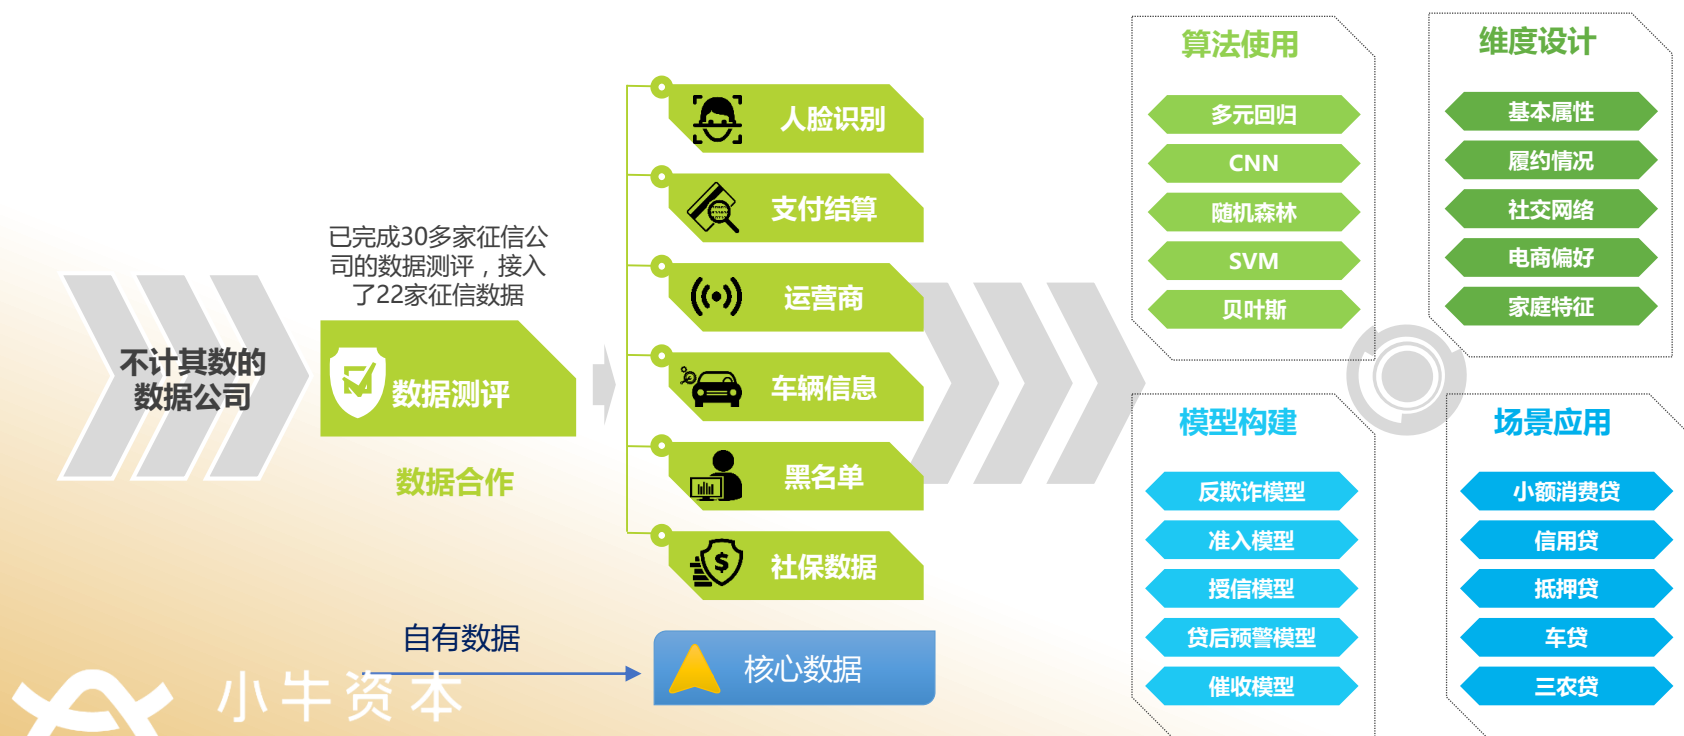 不计其数的
数据公司
已完成30多家征信公
司的数据测评，接入
了22家征信数据
数据测评
数据合作
人脸识别
支付结算
运营商
车辆信息
黑名单
社保数据
自有数据
核心数据
小牛资本
算法使用
多元回归
CNN
随机森林
SVM
贝叶斯
维度设计
基本属性
履约情况
社交网络
电商偏好
家庭特征
模型构建
反欺诈模型
准入模型
授信模型
贷后预警模型
催收模型
场景应用
小额消费贷
信用贷
抵押贷
车贷
三农贷